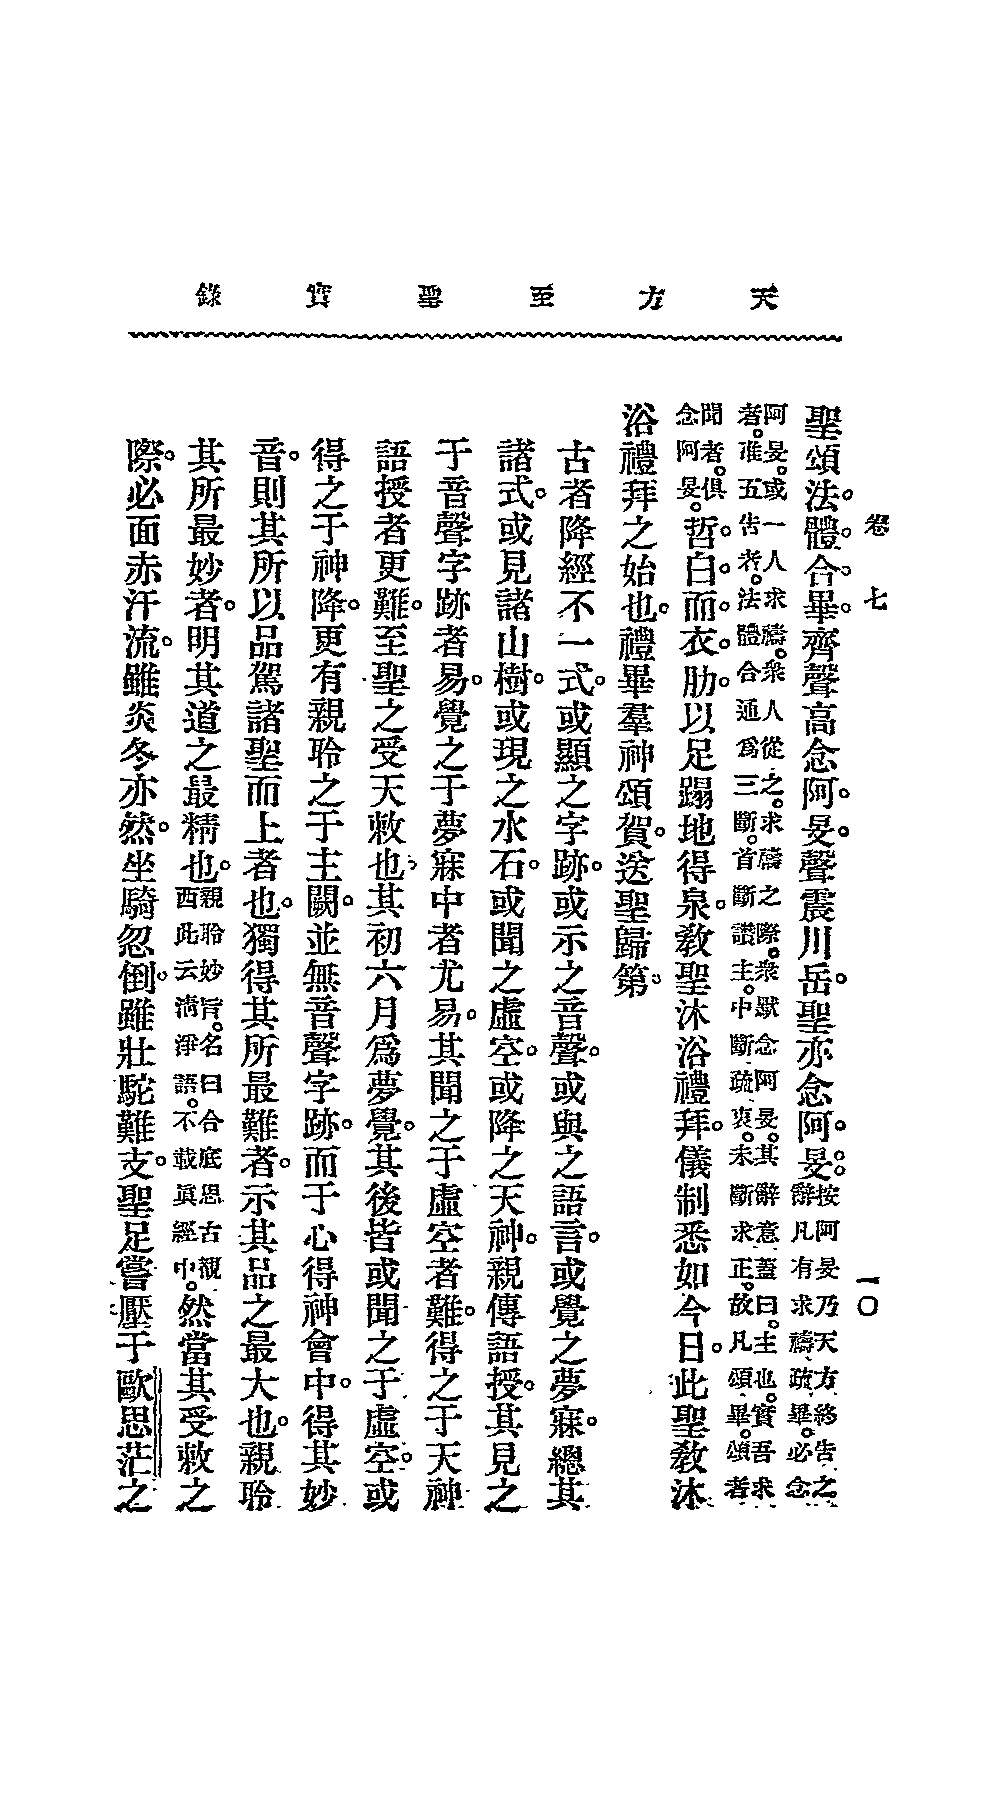 天方至聖實錄
卷七
一〇
聖頌法。體。合。畢。齊聲高念阿。旻。聲震川岳。聖亦念阿。旻。按阿旻乃天方終告之辭凡有求禱、疏畢。必念
阿旻。或一人求禱。衆人從之。求禱之際。衆默念阿旻。其辭意蓋曰。主也。實吾求
者。准五告者。法體合通爲三斷。首斷讚主。中斷疏衷。末斷求正。故凡頌畢。頌者
聞者。俱念阿旻。哲。白。而。衣。肋。以足蹋地得泉。敎聖沐浴禮拜。儀制悉如今日。此聖敎沐
浴禮拜之始也。禮畢羣神頌賀。送聖歸第。
古者降經不一式。或顯之字跡。或示之音聲。或與之語言。或覺之夢寐。總其
諸式。或見諸山樹。或現之水石。或聞之虛空。或降之天神。親傳語授。其見之
于音聲字跡者易。覺之于夢寐中者尤易。其聞之于虛空者難。得之于天神
語授者更難。至聖之受天敕也。其初六月爲夢覺。其後皆或聞之于虛空。或
得之于神降。更有親聆之于主闕。並無音聲字跡。而于心得神會中。得其妙
音。則其所以品駕諸聖而上者也。獨得其所最難者。示其品之最大也。親聆
其所最妙者。明其道之最精也。親聆妙旨。名曰合底思古覩西此云淸淨語。不載眞經中。然當其受敕之
際。必面赤汗流。雖炎冬亦然。坐騎忽倒。雖壯駝難支。聖足嘗壓于歐思茫之